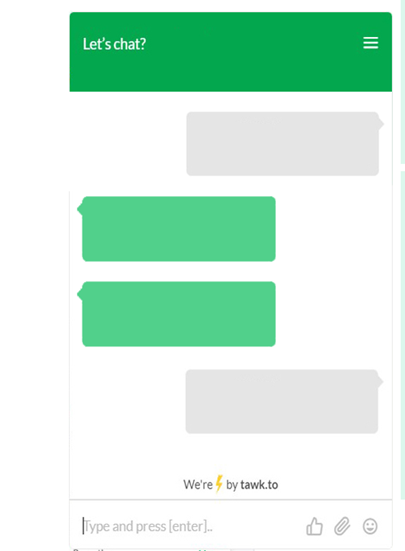 Let's chat?
We're ⚡ by tawk.to
Type and press [enter]..